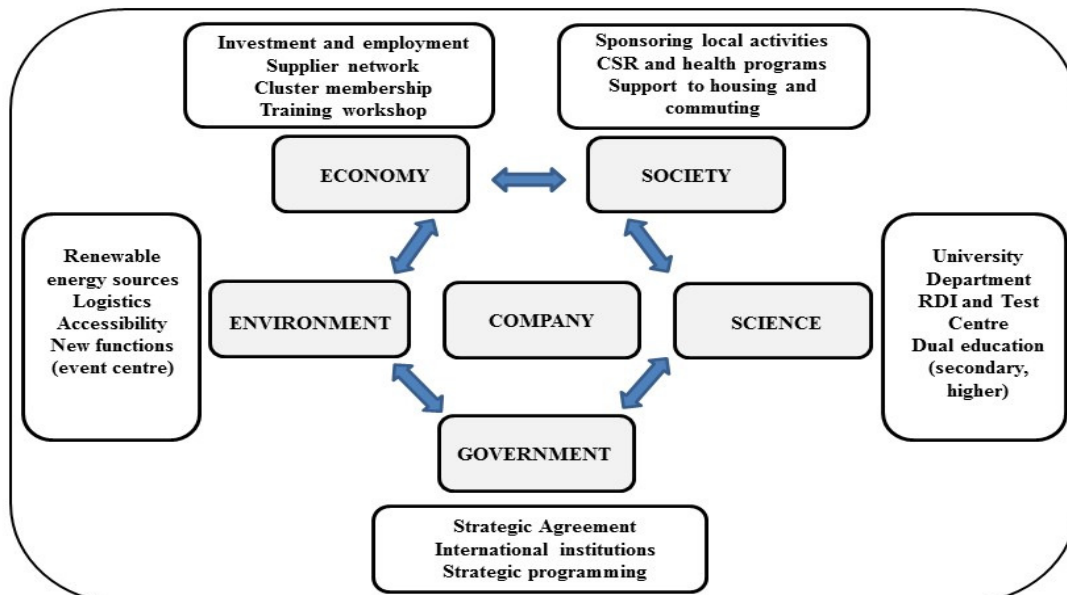 Investment and employment
Supplier network
Cluster membership
Training workshop
Sponsoring local activities
CSR and health programs
Support to housing and
commuting
ECONOMY
SOCIETY
Renewable
energy sources
Logistics
Accessibility
New functions
(event centre)
ENVIRONMENT
COMPANY
SCIENCE
University
Department
RDI and Test
Centre
Dual education
(secondary,
higher)
GOVERNMENT
Strategic Agreement
International institutions
Strategic programming